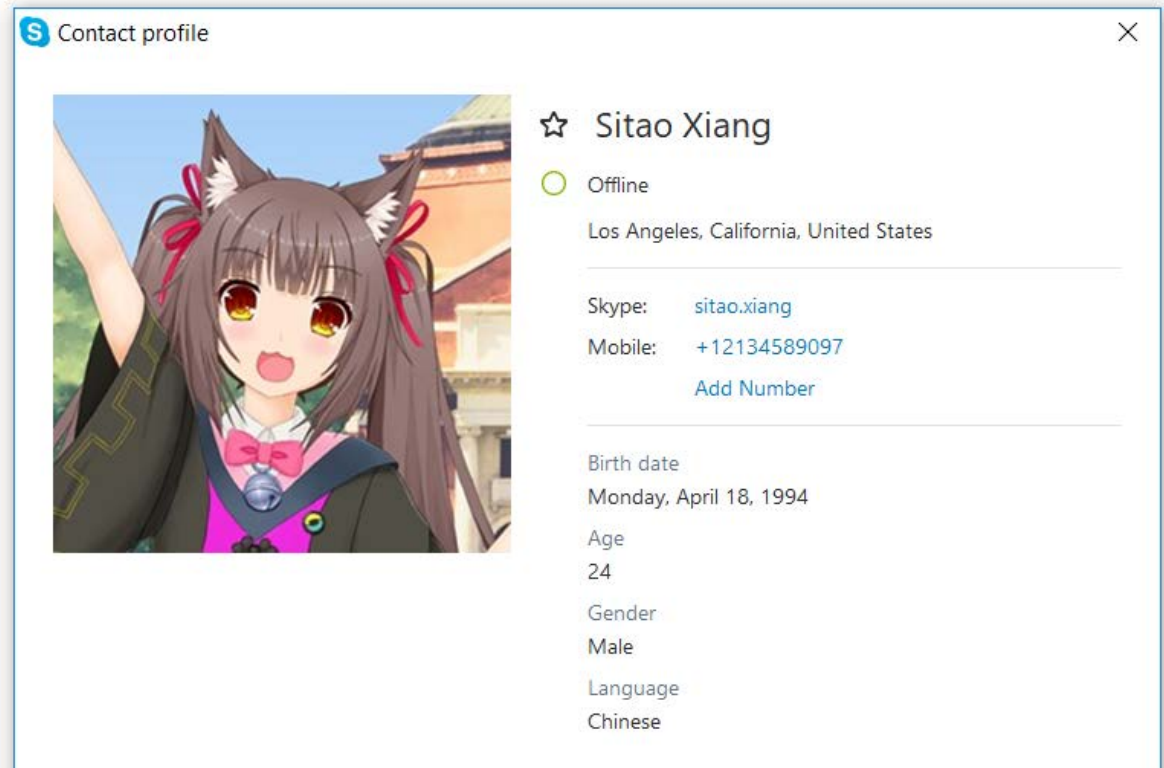 Contact profile
Sitao Xiang
Offline
Los Angeles, California, United States
Skype: sitao.xiang
Mobile: +12134589097
Add Number
Birth date
Monday, April 18, 1994
Age
24
Gender
Male
Language
Chinese